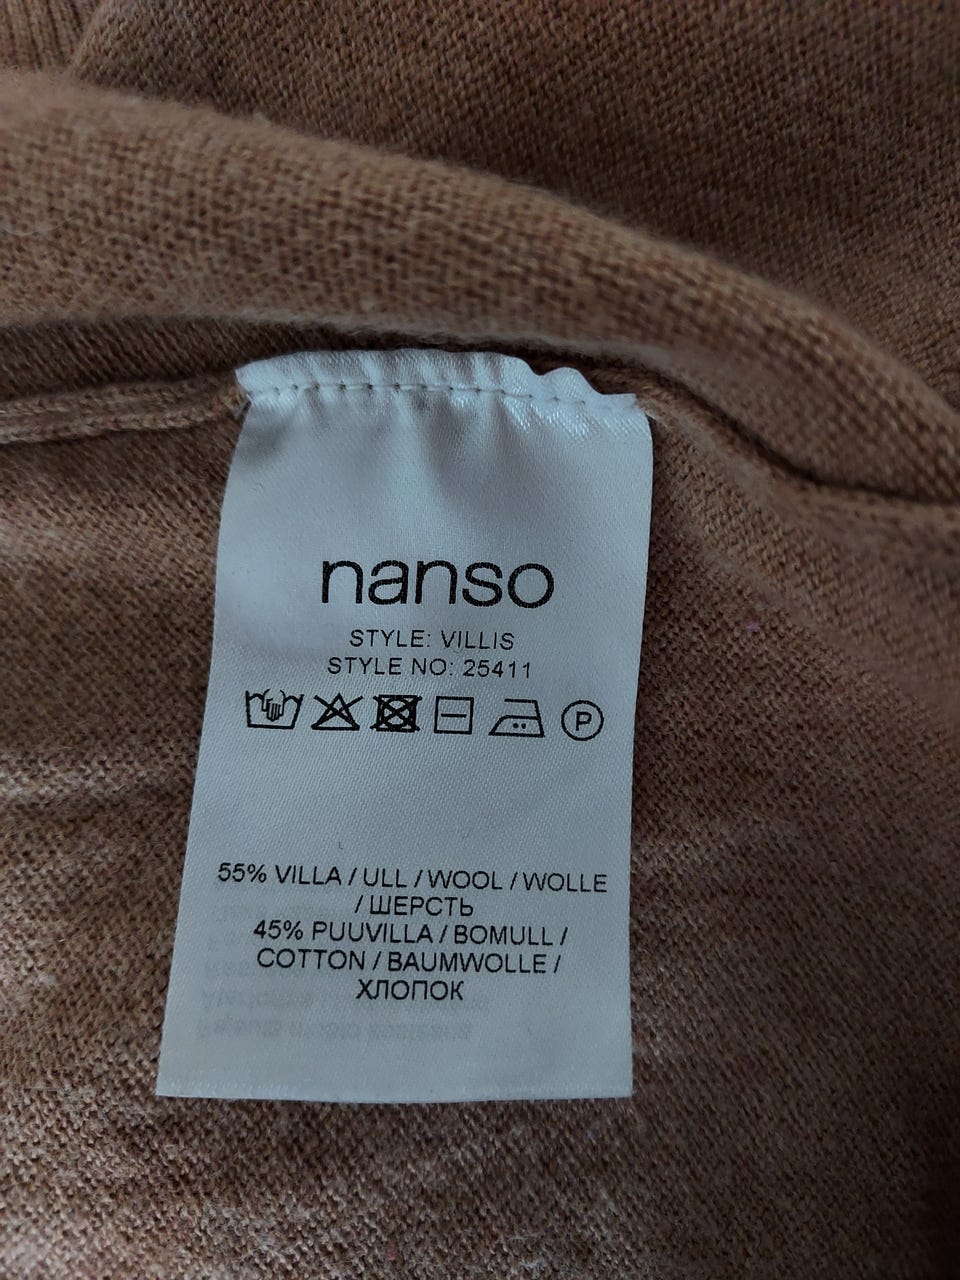 nanso
STYLE: VILLIS
STYLE NO: 25411
P
55% VILLA / ULL / WOOL / WOLLE
/ ШЕРСТЬ
45% PUUVILLA / BOMULL /
COTTON / BAUMWOLLE /
ХЛОПОК